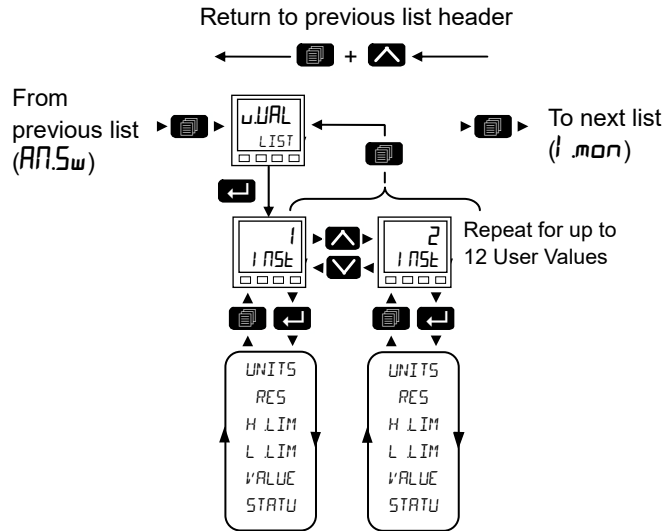 Return to previous list header
+
From
previous list
(AN.Sw)
u.VAL
LIST
To next list
(I.mon)
1
INSt
2
INSt
Repeat for up to
12 User Values
UNITS
RES
H.LIM
L.LIM
VALUE
STATU
UNITS
RES
H.LIM
L.LIM
VALUE
STATU